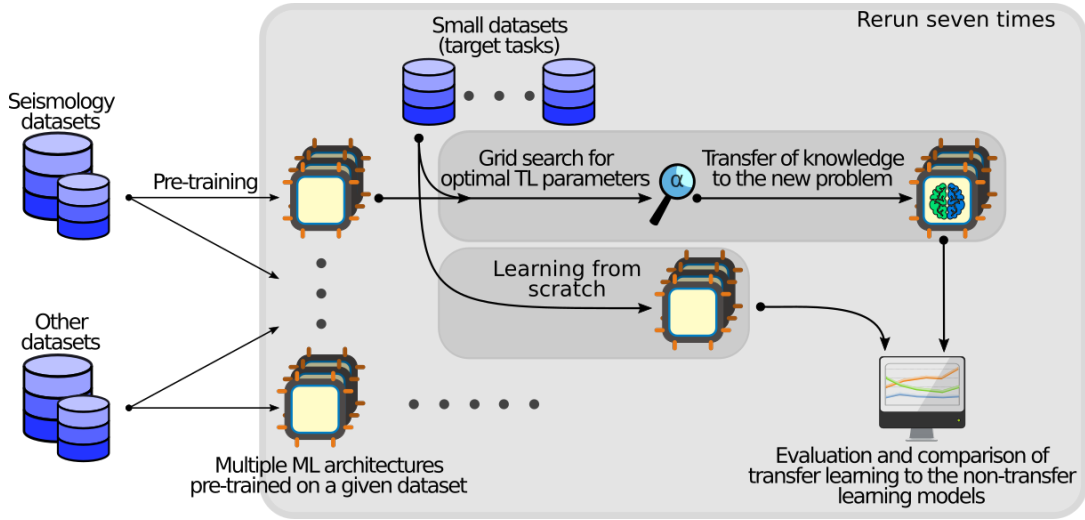 Rerun seven times
Small datasets
(target tasks)
Seismology
datasets
Pre-training
Grid search for
optimal TL parameters
α
Transfer of knowledge
to the new problem
Learning from
scratch
Other
datasets
Multiple ML architectures
pre-trained on a given dataset
Evaluation and comparison of
transfer learning to the non-transfer
learning models